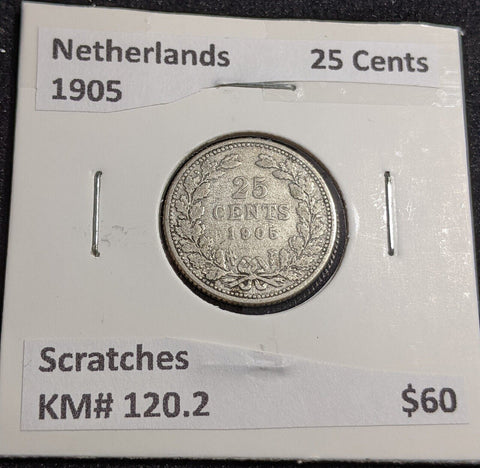 Netherlands 25 Cents
1905
25
CENTS
1905
Scratches
KM# 120.2 $60